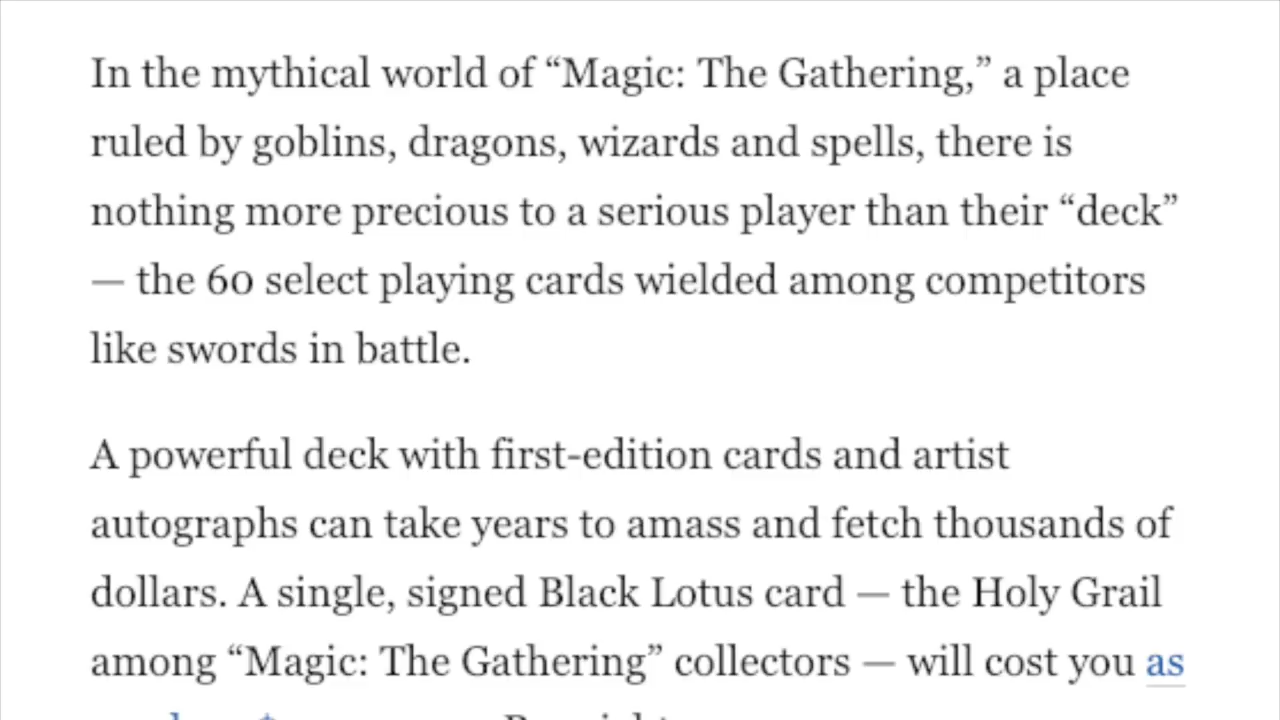 In the mythical world of “Magic: The Gathering,” a place
ruled by goblins, dragons, wizards and spells, there is
nothing more precious to a serious player than their “deck”
— the 60 select playing cards wielded among competitors
like swords in battle.
A powerful deck with first-edition cards and artist
autographs can take years to amass and fetch thousands of
dollars. A single, signed Black Lotus card — the Holy Grail
among “Magic: The Gathering” collectors — will cost you as